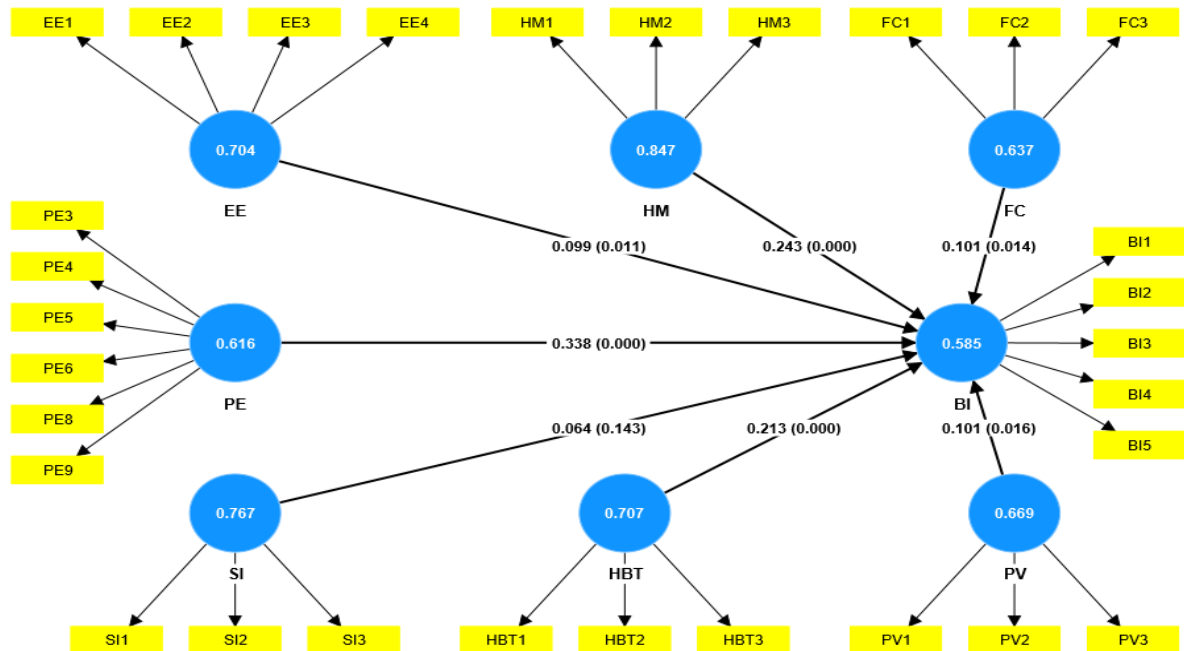 EE1 EE2 EE3 EE4 HM1 HM2 HM3 FC1 FC2 FC3
0.704 0.847 0.637
EE HM FC
PE3
PE4
PE5
PE6
PE8
PE9
0.099 (0.011) 0.243 (0.000) 0.101 (0.014)
BI1
BI2
BI3
BI4
BI5
0.616 0.338 (0.000) 0.585
PE BI
0.064 (0.143) 0.213 (0.000) 0.101 (0.016)
0.767 0.707 0.669
SI HBT PV
SI1 SI2 SI3 HBT1 HBT2 HBT3 PV1 PV2 PV3